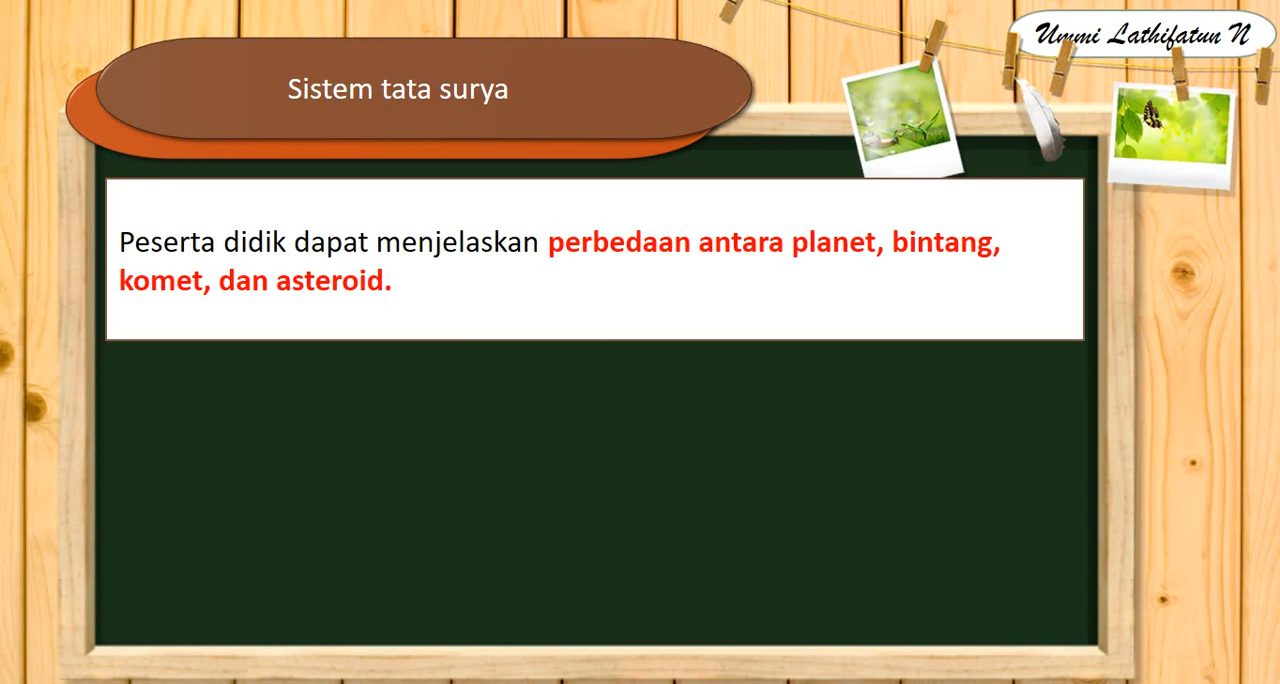 Ummi Lathifatun N
Sistem tata surya
Peserta didik dapat menjelaskan perbedaan antara planet, bintang,
komet, dan asteroid.